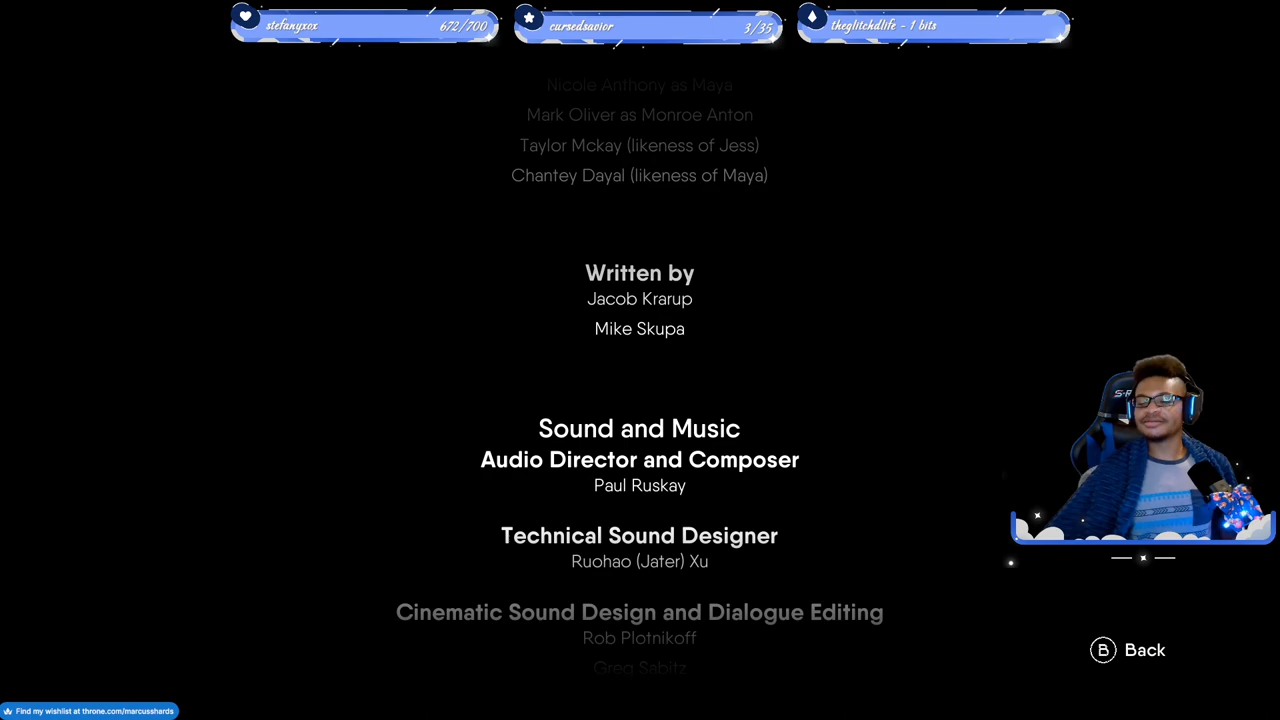 stefanyxox 672/700
cursedsavior 3/35
theglitchdlife - 1 bits
Nicole Anthony as Maya
Mark Oliver as Monroe Anton
Taylor Mckay (likeness of Jess)
Chantey Dayal (likeness of Maya)
Written by
Jacob Krarup
Mike Skupa
Sound and Music
Audio Director and Composer
Paul Ruskay
Technical Sound Designer
Ruohao (Jater) Xu
Cinematic Sound Design and Dialogue Editing
Rob Plotnikoff
Greg Sabitz
B Back
Find my wishlist at throne.com/marcusshards